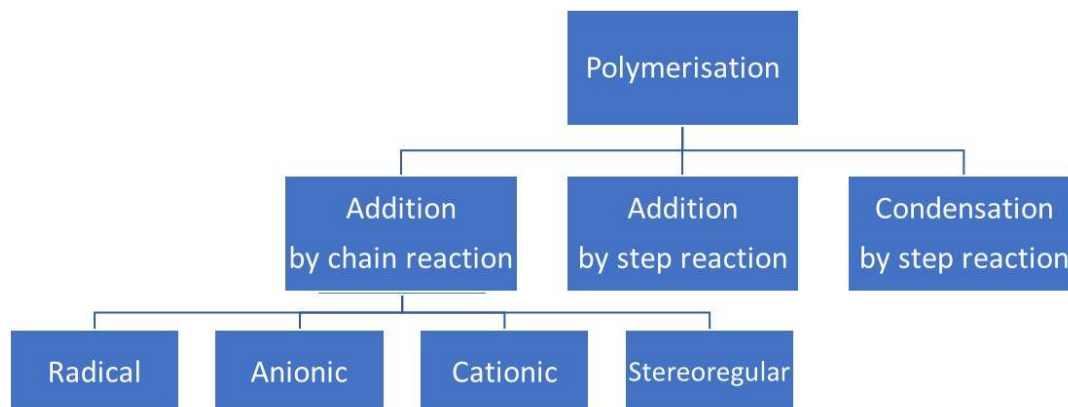 Polymerisation
Addition
by chain reaction
Addition
by step reaction
Condensation
by step reaction
Radical
Anionic
Cationic
Stereoregular